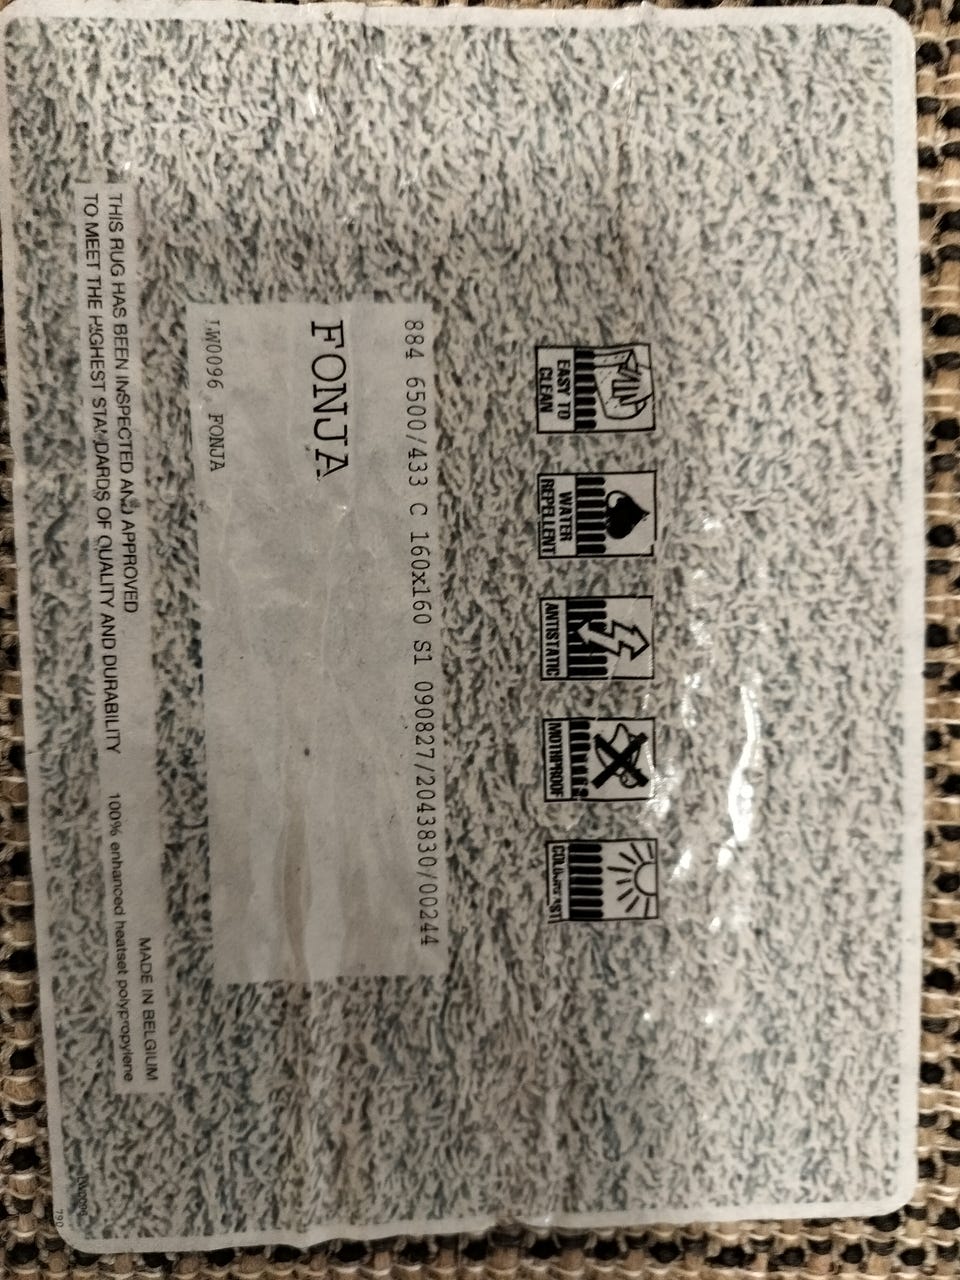 EASY TO
CLEAN
WATER
REPELLENT
ANTISTATIC
MOTHPROOF
884 6500/433 C 160x160 S1 090827/2043830/00244
FONJA
LW0096 FONJA
MADE IN BELGIUM
THIS RUG HAS BEEN INSPECTED AND APPROVED
TO MEET THE HIGHEST STANDARDS OF QUALITY AND DURABILITY
100% enhanced heatset polypropylene
790